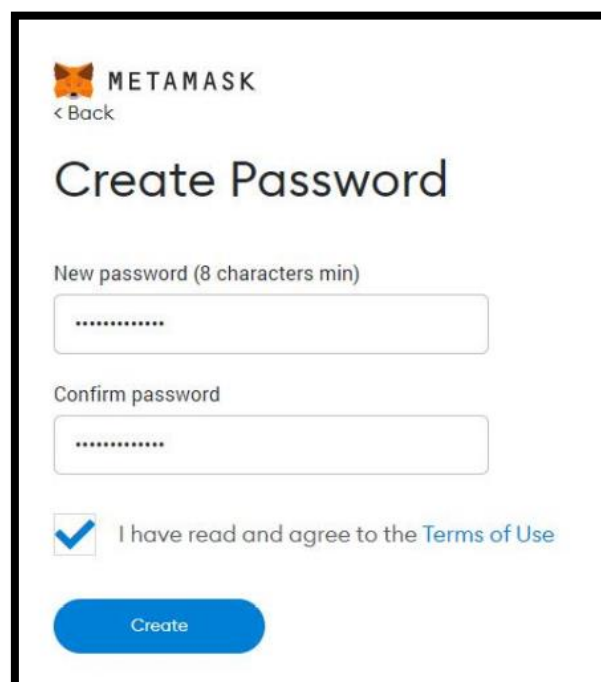 METAMASK
< Back
Create Password
New password (8 characters min)
•••••••••••••
Confirm password
•••••••••••••
I have read and agree to the Terms of Use
Create